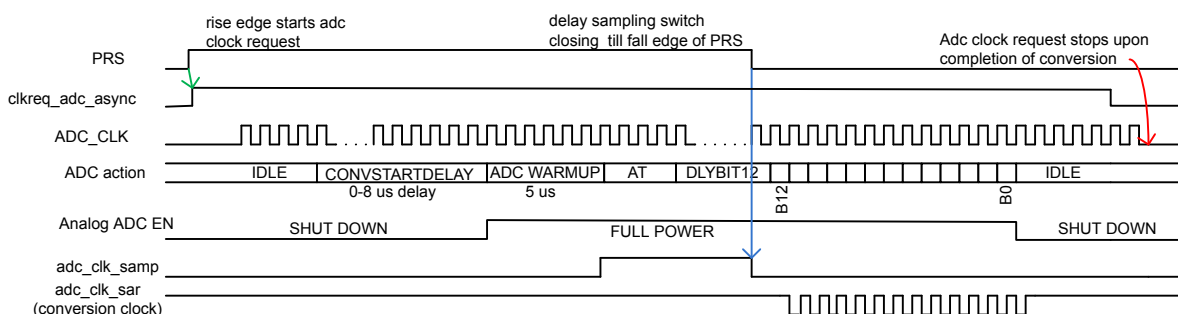 rise edge starts adc
clock request
delay sampling switch
closing till fall edge of PRS
Adc clock request stops upon
completion of conversion
PRS
clkreq_adc_async
ADC_CLK
ADC action
IDLE
CONVSTARTDELAY
ADC WARMUP
AT
DLYBIT12
IDLE
0-8 us delay
5 us
B12
B0
Analog ADC EN
SHUT DOWN
FULL POWER
SHUT DOWN
adc_clk_samp
adc_clk_sar
(conversion clock)